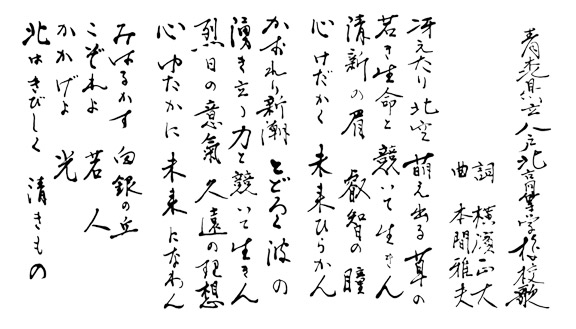 青森県立八戸北高等学校校歌
詞 横濱正大
曲 本間雅夫
冴えたり北空 萌え出る草の
若き生命と 競いて生きん
清新の眉 叡智の瞳
心けだかく 未来ひらかん
かおれり新潮 とどろく波の
湧き立つ力と 競いて生きん
烈日の意氣 久遠の理想
心ゆたかに 未来になわん
みはるかす 白銀の丘
こぞれよ 若人
かかげよ 光
北はきびしく 清きもの